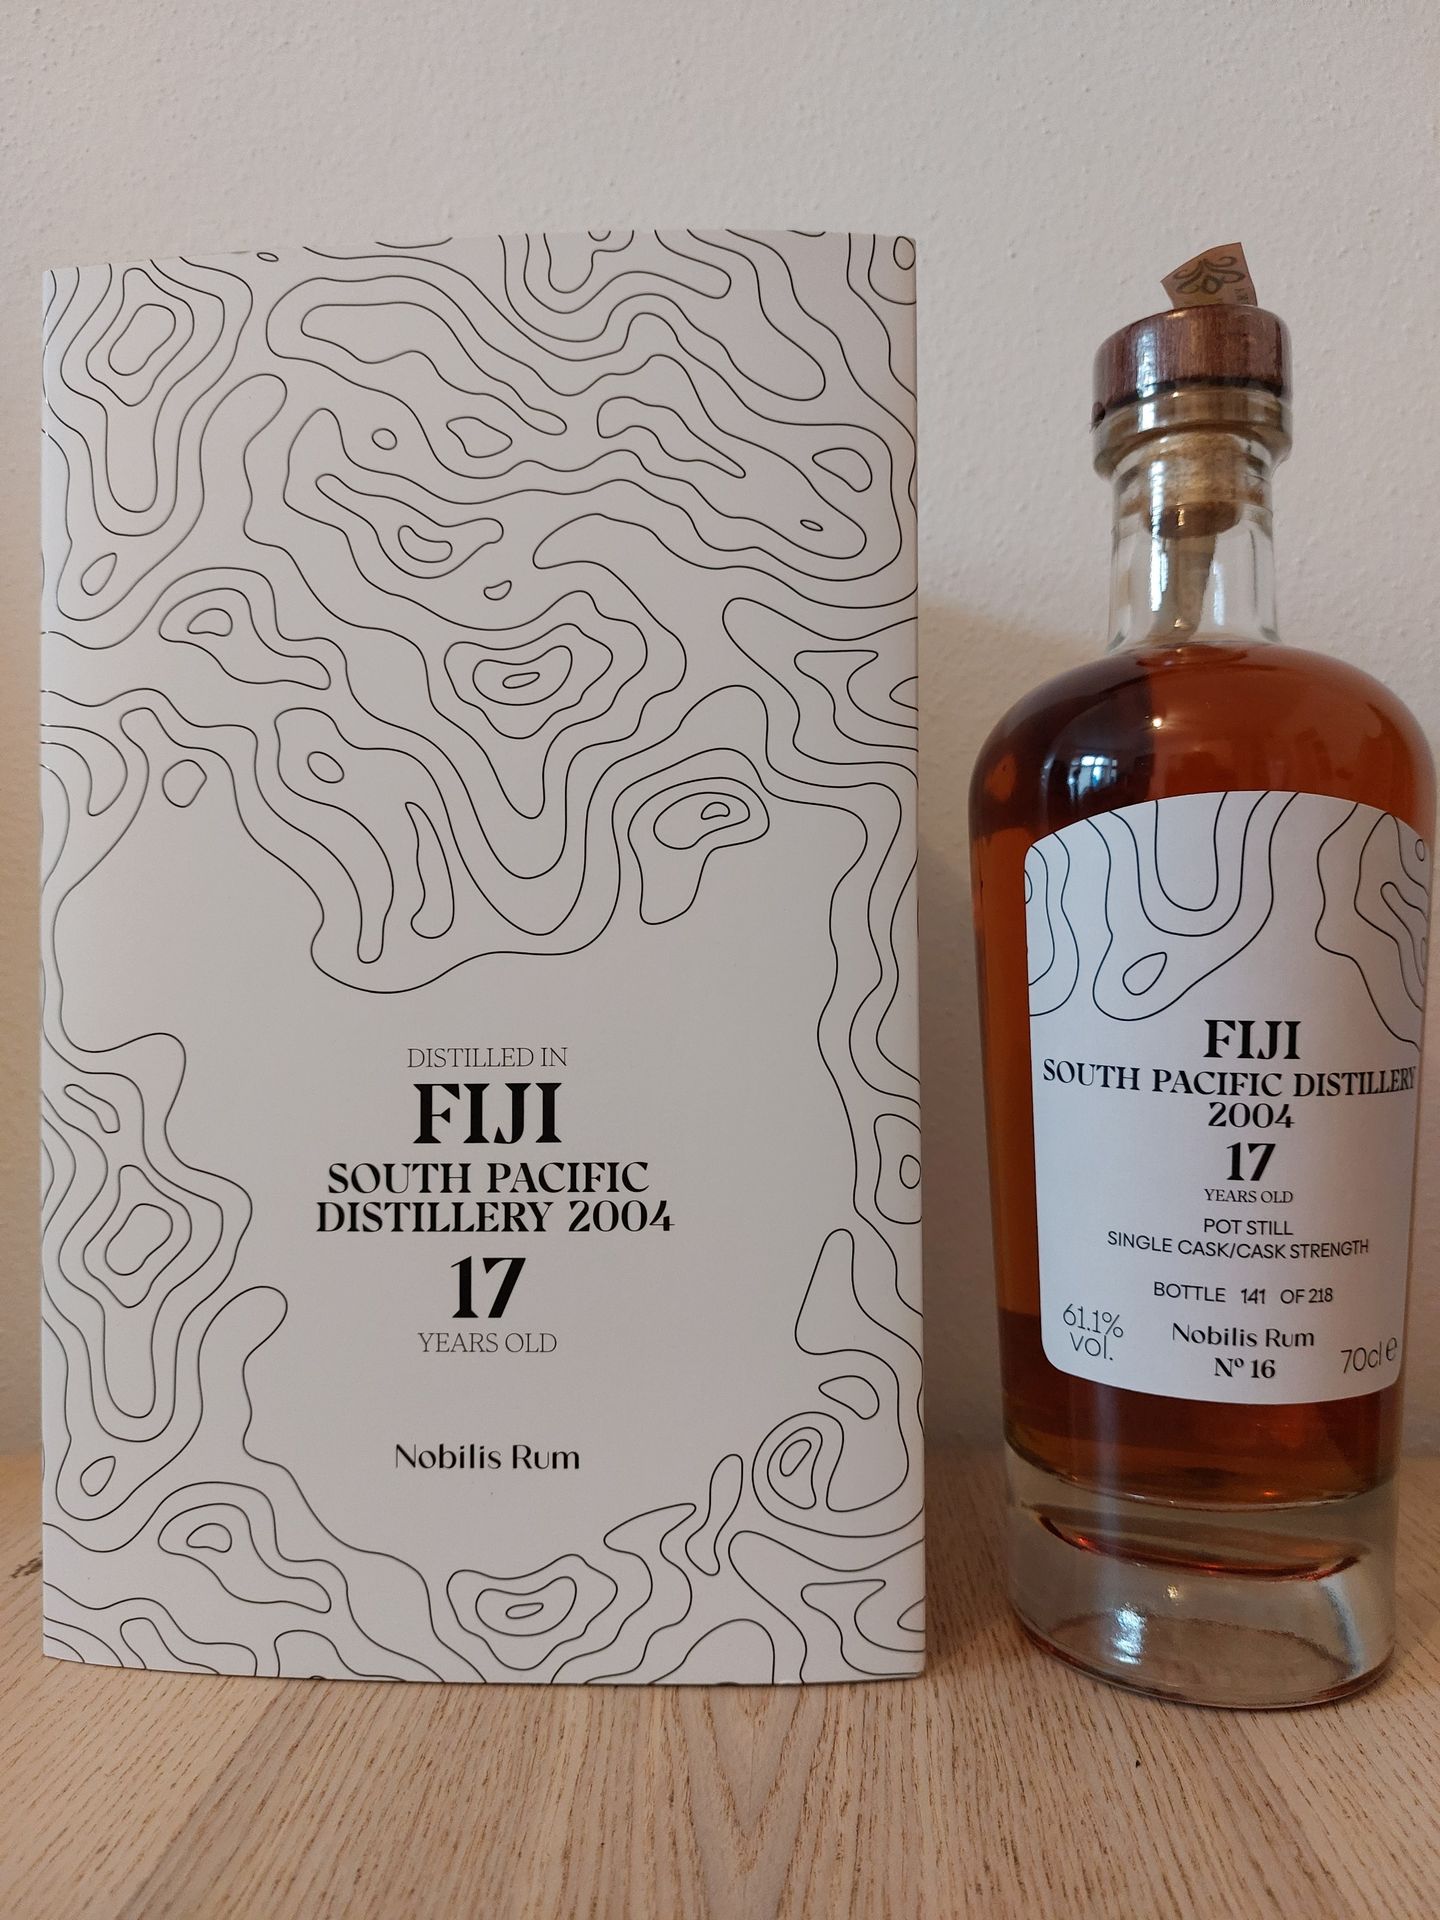 DISTILLED IN
FIJI
SOUTH PACIFIC
DISTILLERY 2004
17
YEARS OLD
Nobilis Rum
FIJI
SOUTH PACIFIC DISTILLERY
2004
17
YEARS OLD
POT STILL
SINGLE CASK/CASK STRENGTH
BOTTLE 141 OF 218
61.1%
vol.
Nobilis Rum
Nº 16
70cl e